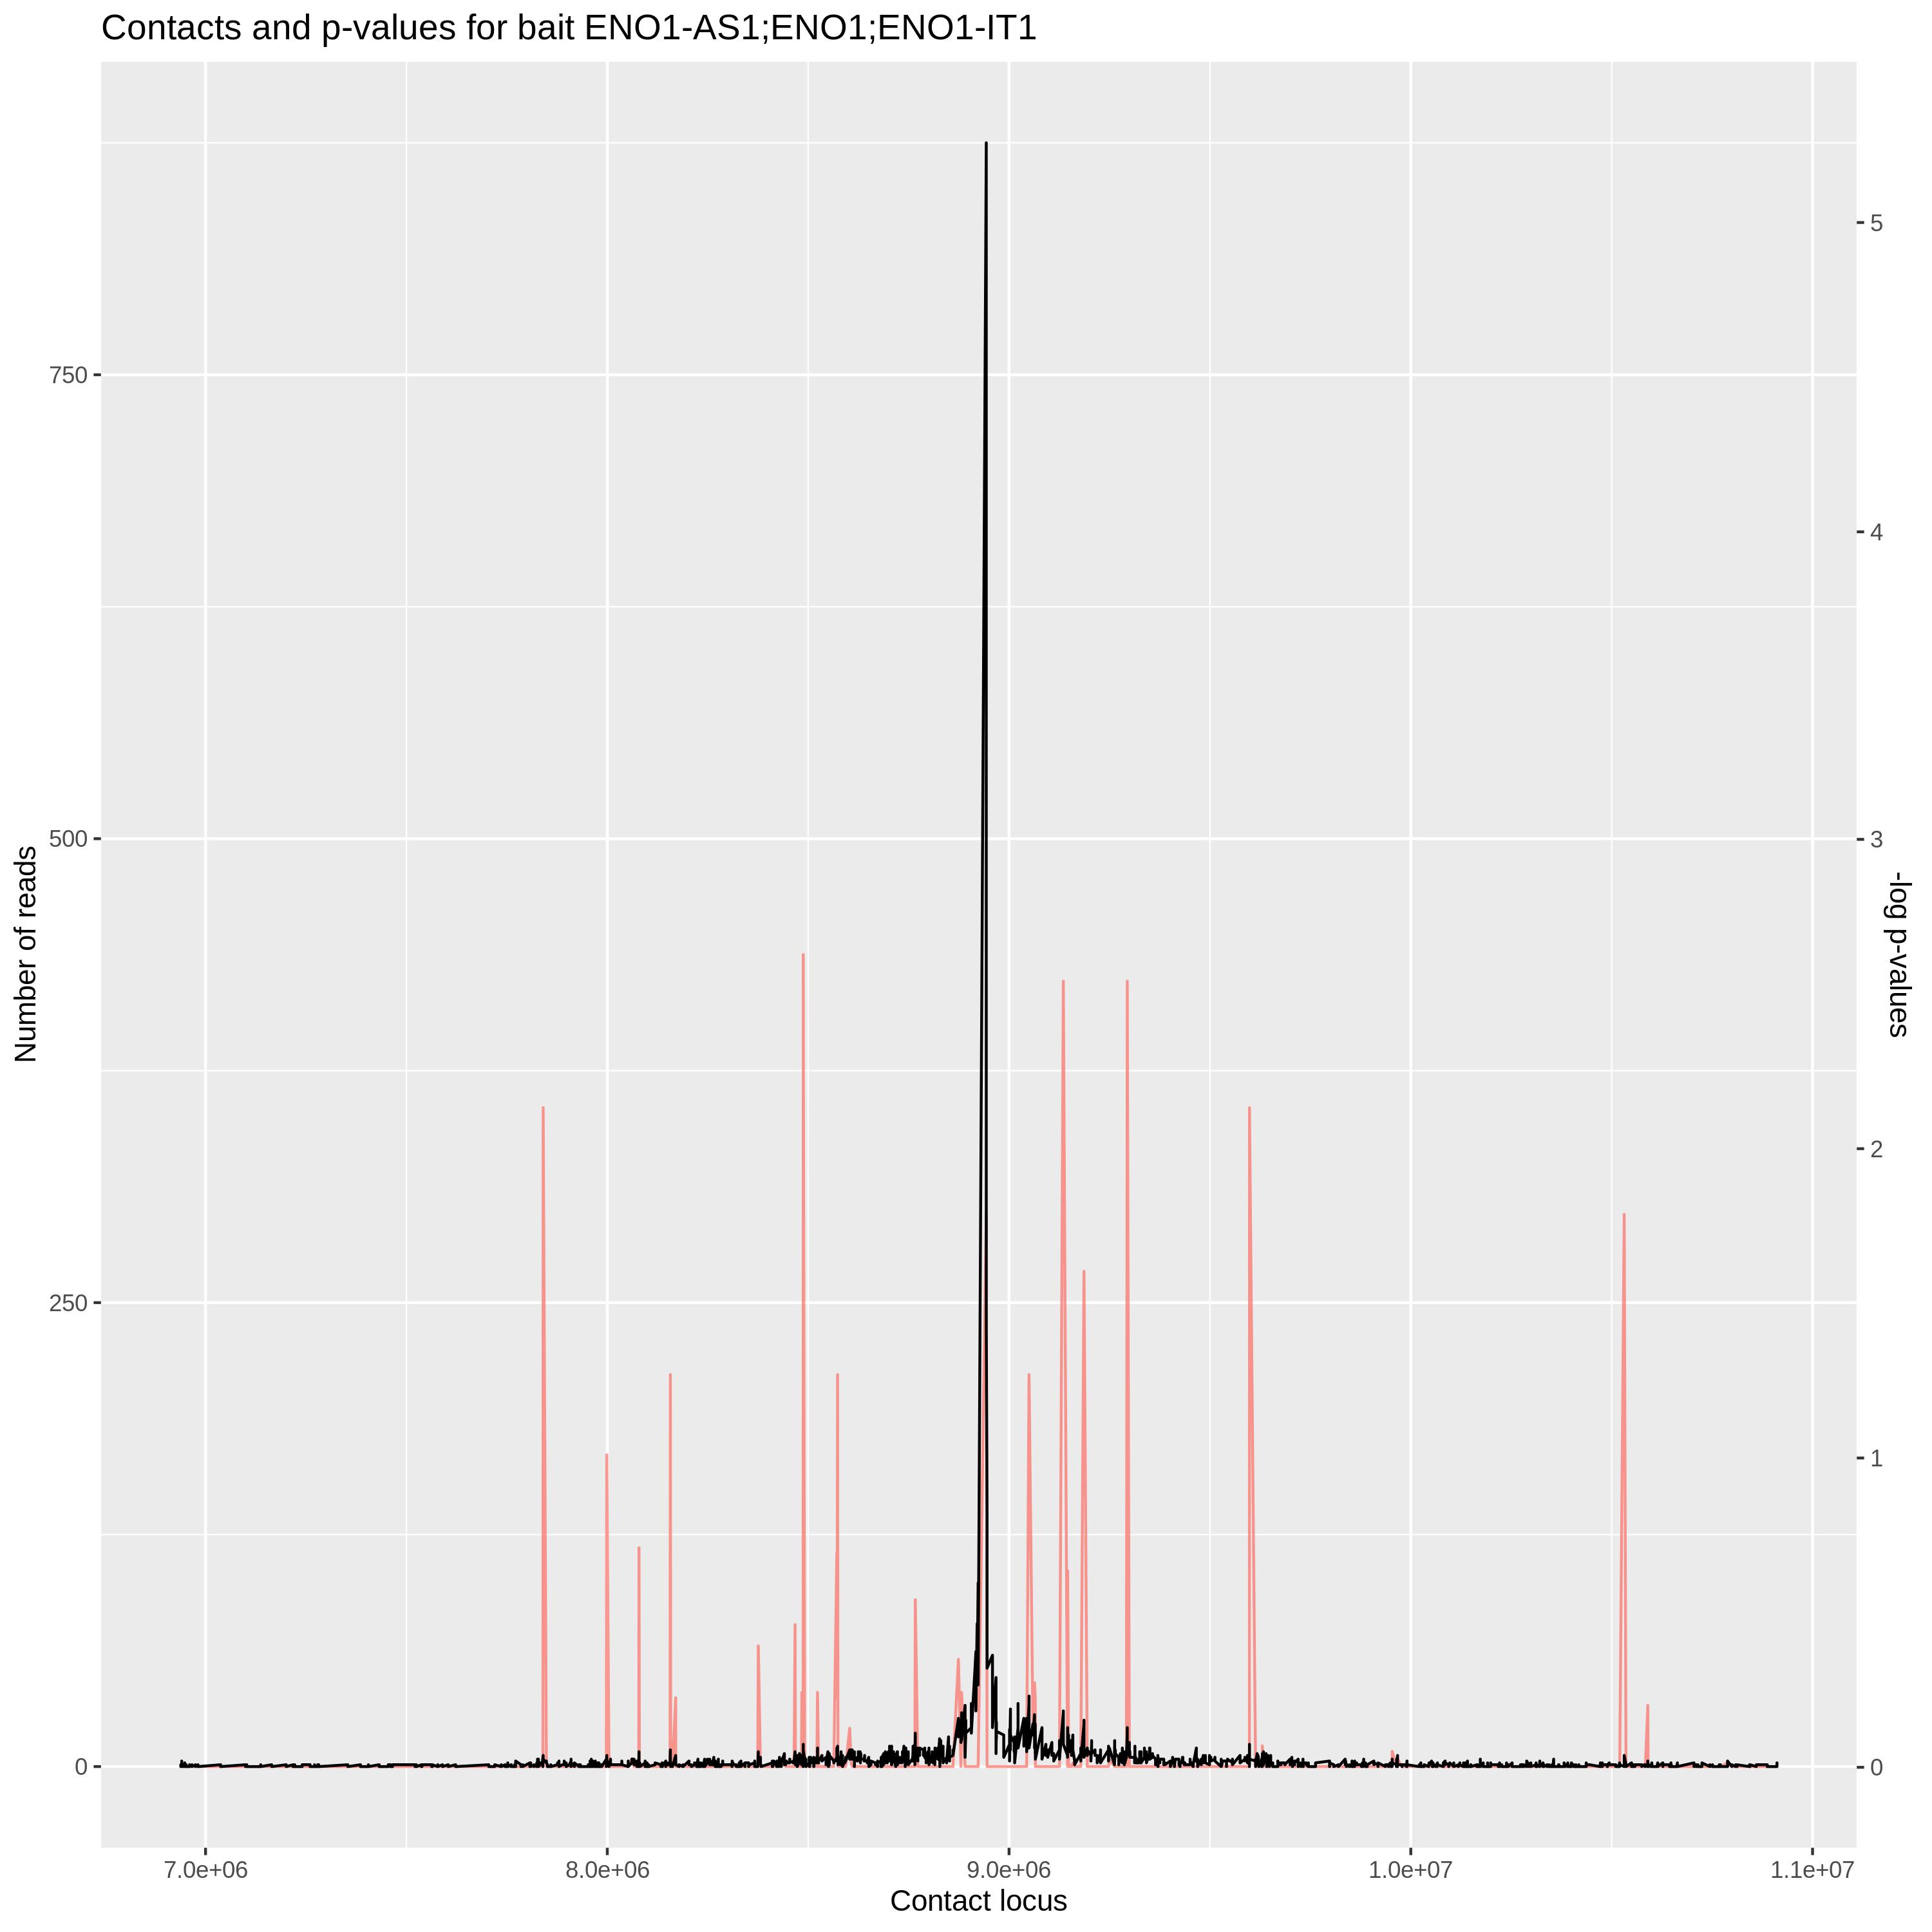 Contacts and p-values for bait ENO1-AS1;ENO1;ENO1-IT1
Number of reads
750
500
250
0
5
4
3
2
1
0
-log p-values
7.0e+06
8.0e+06
9.0e+06
1.0e+07
1.1e+07
Contact locus